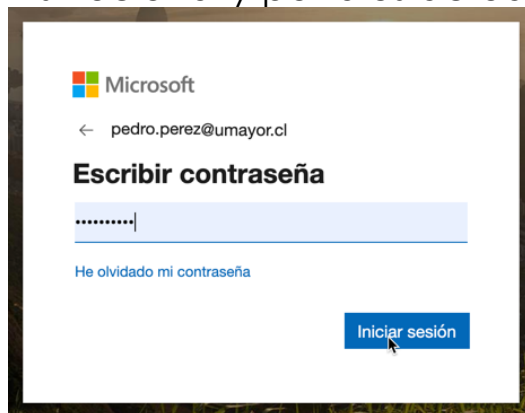 Microsoft
← pedro.perez@umayor.cl
Escribir contraseña
••••••••••
He olvidado mi contraseña
Iniciar sesión